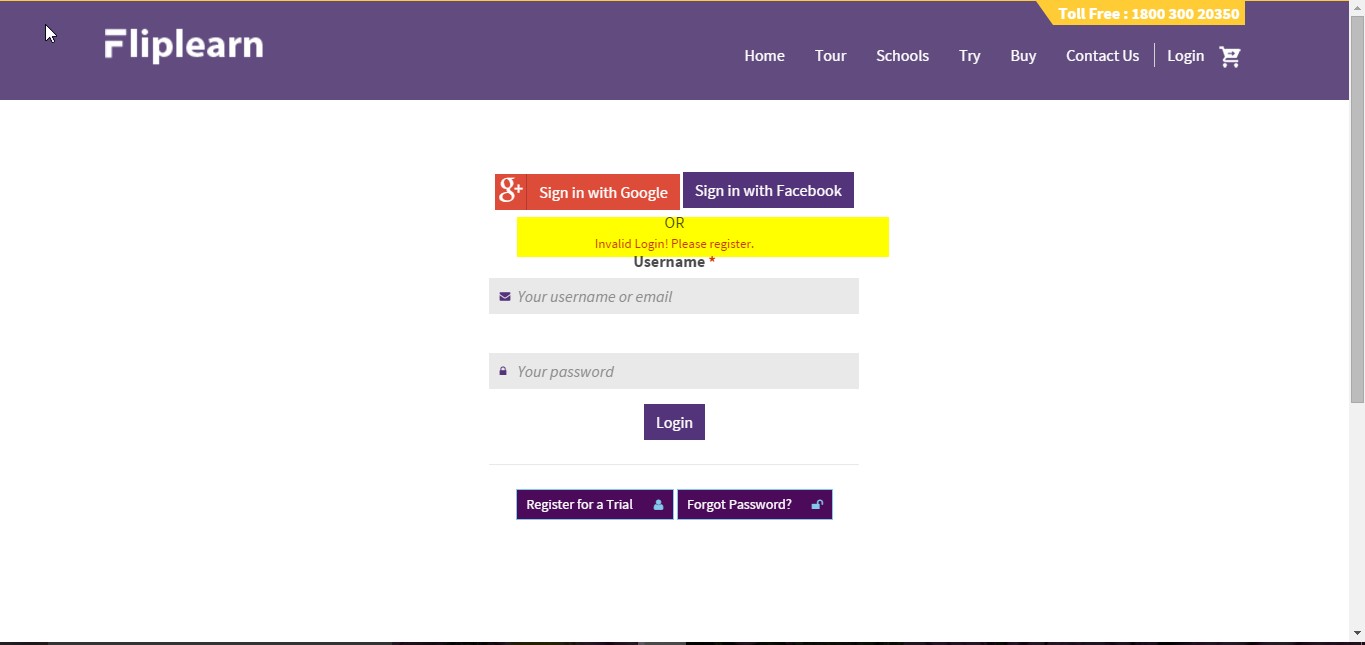 Toll Free : 1800 300 20350
Fliplearn
Home Tour Schools Try Buy Contact Us Login
g+ Sign in with Google Sign in with Facebook
OR
Invalid Login! Please register.
Username *
Your username or email
Your password
Login
Register for a Trial Forgot Password?